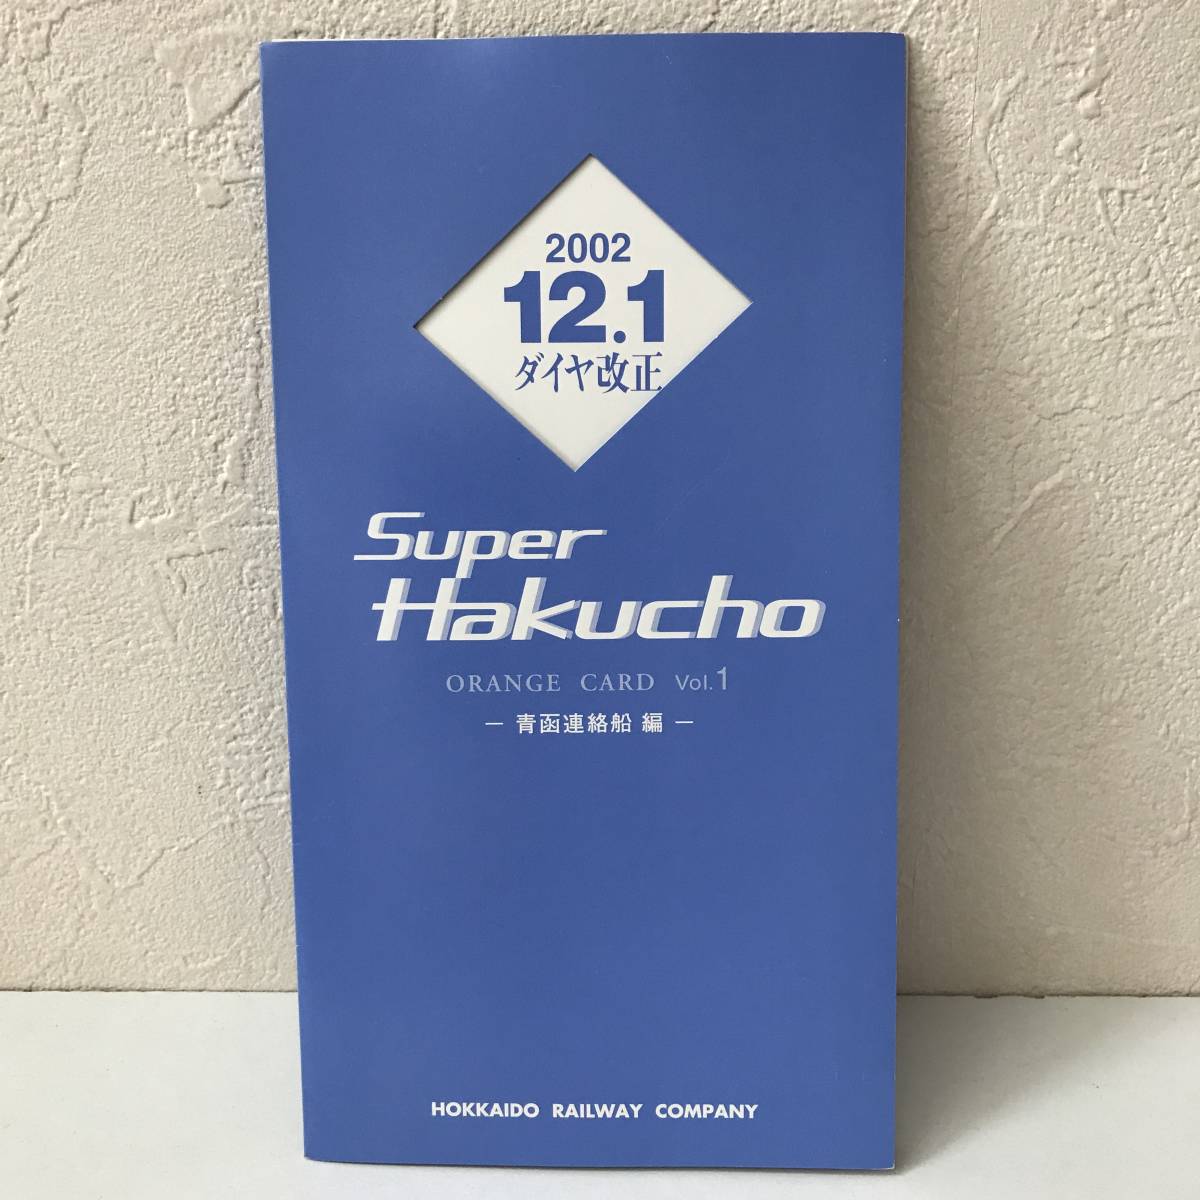 2002
12.1
ダイヤ改正
Super
Hakucho
ORANGE CARD Vol.1
― 青函連絡船 編 ―
HOKKAIDO RAILWAY COMPANY